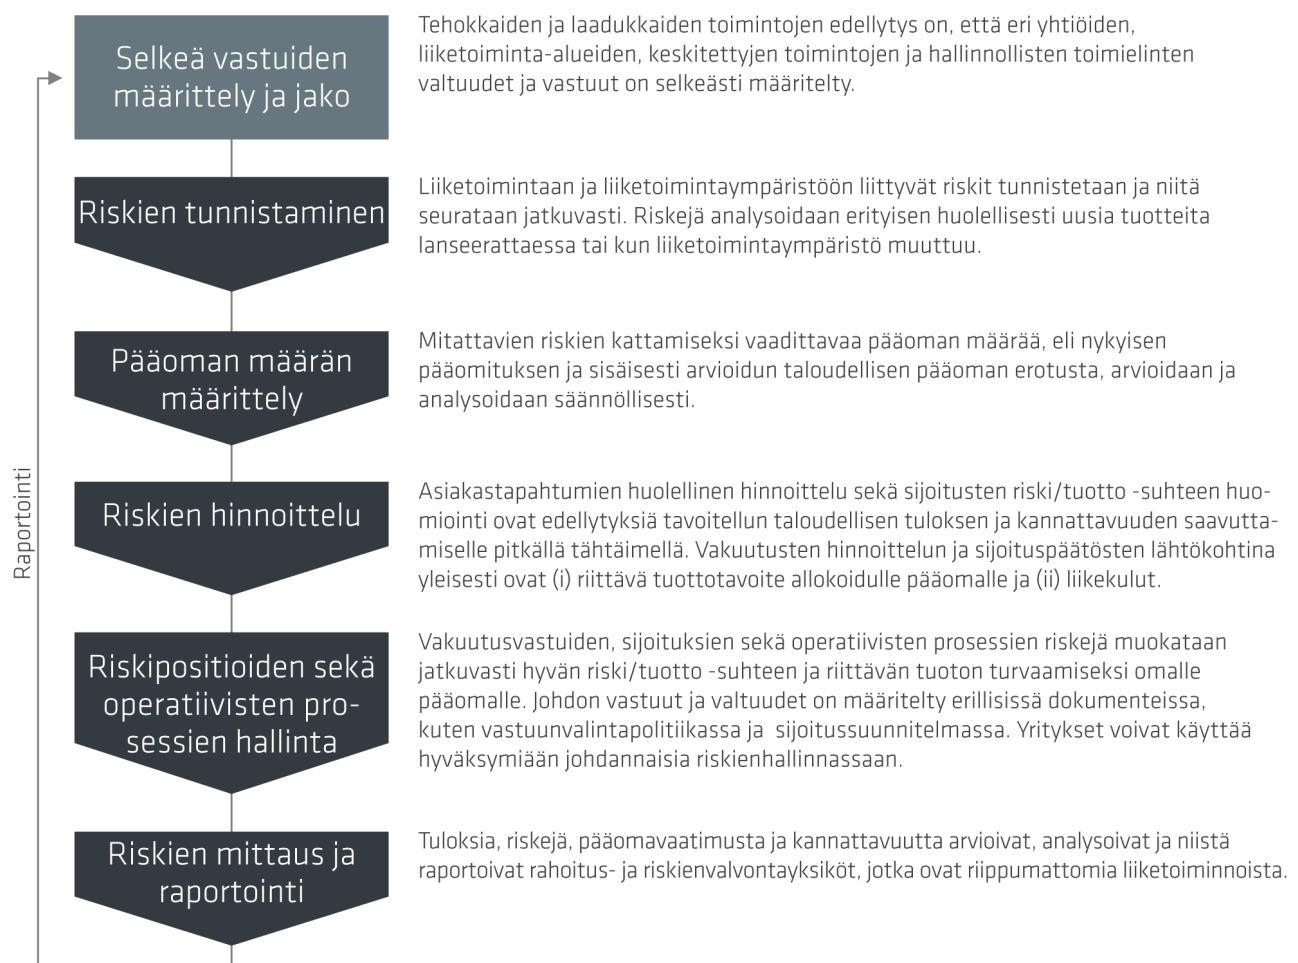 Selkeä vastuiden
määrittely ja jako
Tehokkaiden ja laadukkaiden toimintojen edellytys on, että eri yhtiöiden,
liiketoiminta-alueiden, keskitettyjen toimintojen ja hallinnollisten toimielinten
valtuudet ja vastuut on selkeästi määritelty.
Riskien tunnistaminen
Liiketoimintaan ja liiketoimintaympäristöön liittyvät riskit tunnistetaan ja niitä
seurataan jatkuvasti. Riskejä analysoidaan erityisen huolellisesti uusia tuotteita
lanseerattaessa tai kun liiketoimintaympäristö muuttuu.
Pääoman määrän
määrittely
Mitattavien riskien kattamiseksi vaadittavaa pääoman määrää, eli nykyisen
pääomituksen ja sisäisesti arvioidun taloudellisen pääoman erotusta, arvioidaan ja
analysoidaan säännöllisesti.
Riskien hinnoittelu
Asiakastapahtumien huolellinen hinnoittelu sekä sijoitusten riski/tuotto -suhteen huo-
miointi ovat edellytyksiä tavoitellun taloudellisen tuloksen ja kannattavuuden saavutta-
miselle pitkällä tähtäimellä. Vakuutusten hinnoittelun ja sijoituspäätösten lähtökohtina
yleisesti ovat (i) riittävä tuottotavoite allokoidulle pääomalle ja (ii) liikekulut.
Riskipositioiden sekä
operatiivisten pro-
sessien hallinta
Vakuutusvastuiden, sijoituksien sekä operatiivisten prosessien riskejä muokataan
jatkuvasti hyvän riski/tuotto -suhteen ja riittävän tuoton turvaamiseksi omalle
pääomalle. Johdon vastuut ja valtuudet on määritelty erillisissä dokumenteissa,
kuten vastuunvalintapolitiikassa ja  sijoitussuunnitelmassa. Yritykset voivat käyttää
hyväksymiään johdannaisia riskienhallinnassaan.
Riskien mittaus ja
raportointi
Tuloksia, riskejä, pääomavaatimusta ja kannattavuutta arvioivat, analysoivat ja niistä
raportoivat rahoitus- ja riskienvalvontayksiköt, jotka ovat riippumattomia liiketoiminnoista.
Raportointi